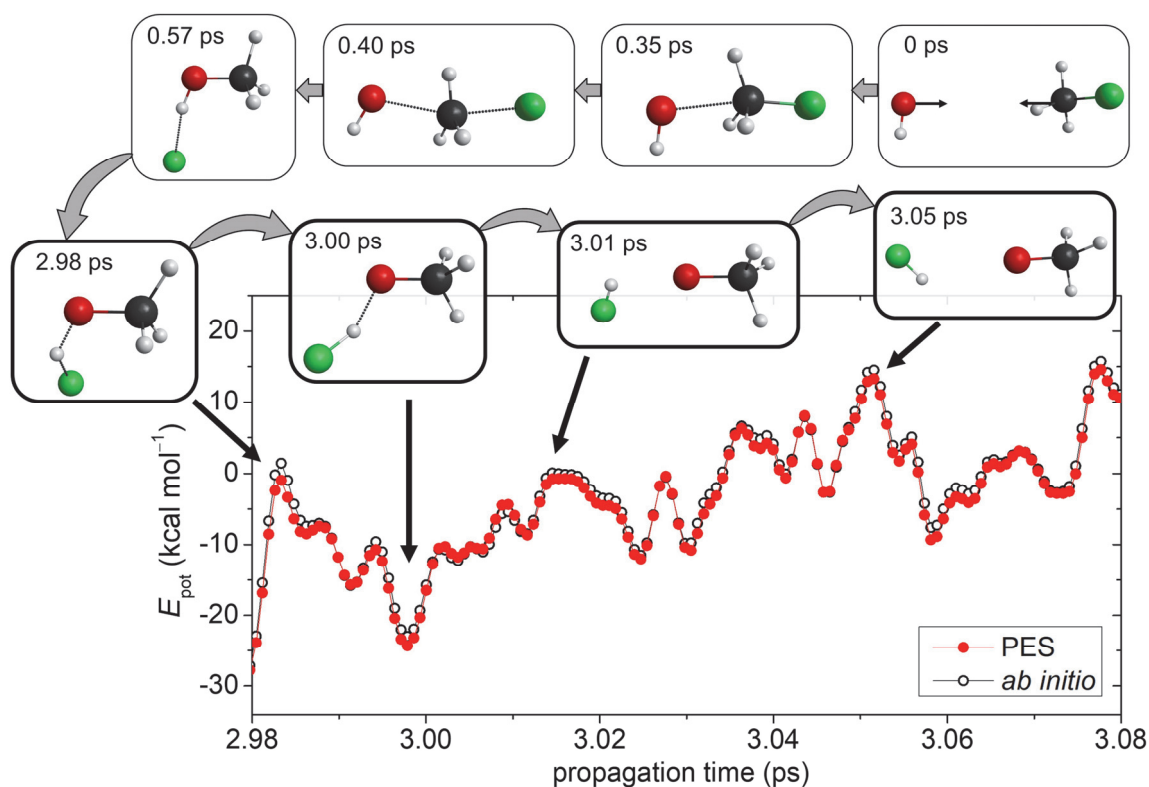 0.57 ps
0.40 ps
0.35 ps
0 ps
2.98 ps
3.00 ps
3.01 ps
3.05 ps
E_pot (kcal mol⁻¹)
20
10
0
-10
-20
-30
PES
ab initio
2.98
3.00
3.02
3.04
3.06
3.08
propagation time (ps)